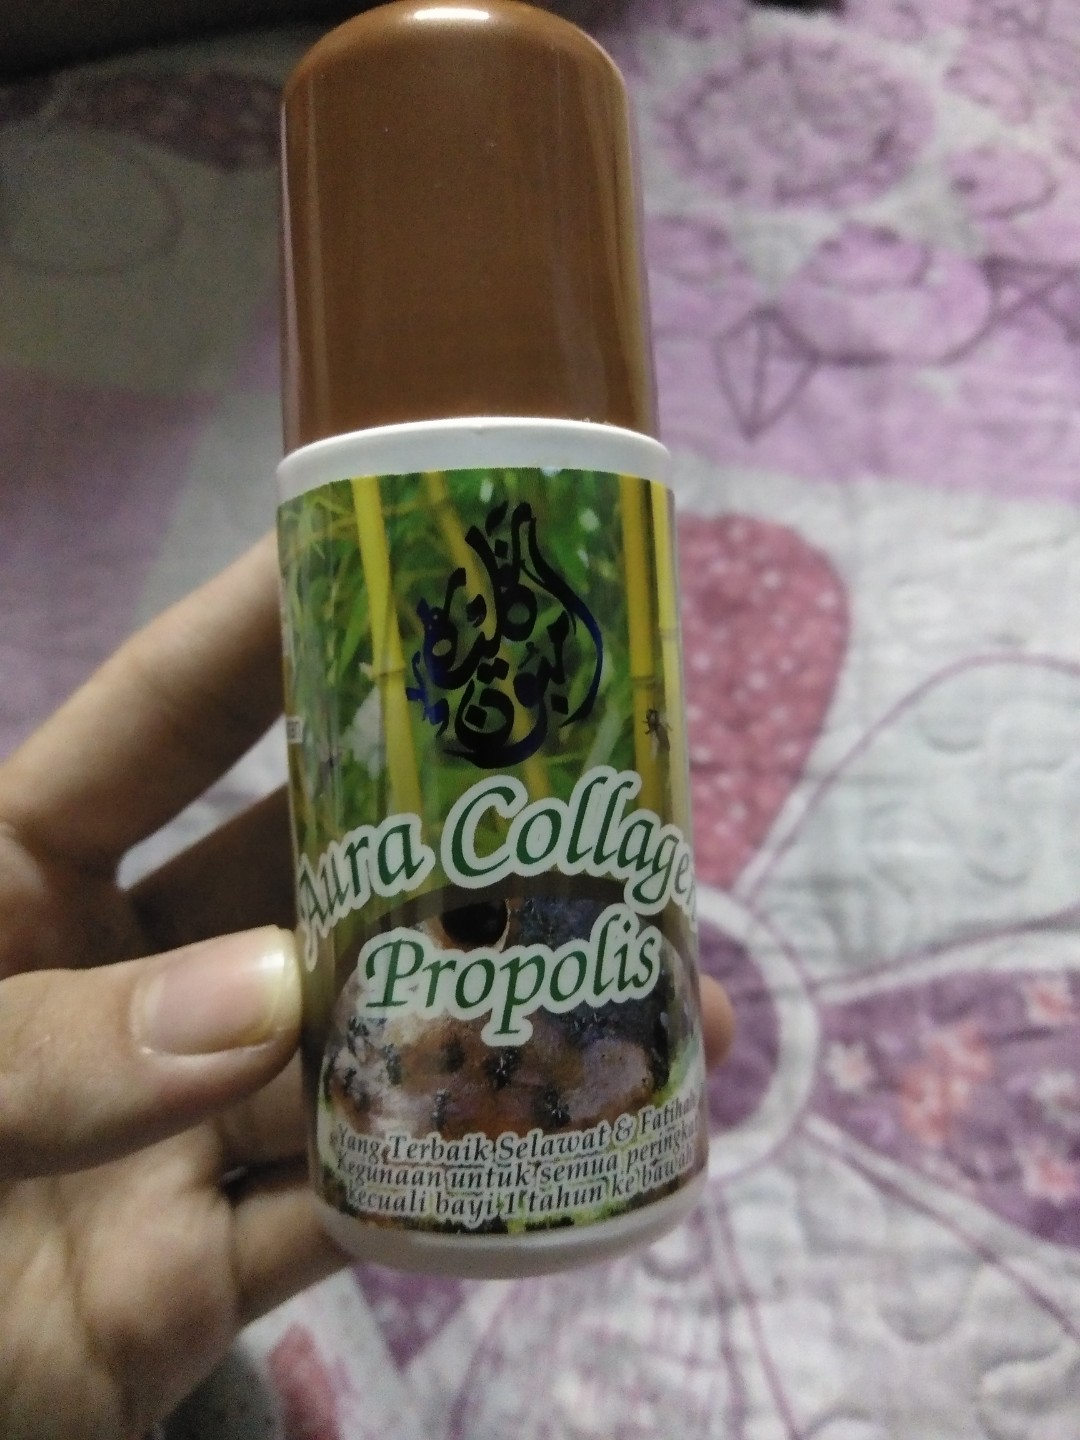 Aura Collagen
Propolis
Yang Terbaik Selawat & Fatihah
Kegunaan untuk semua peringkat
kecuali bayi 1 tahun ke bawah